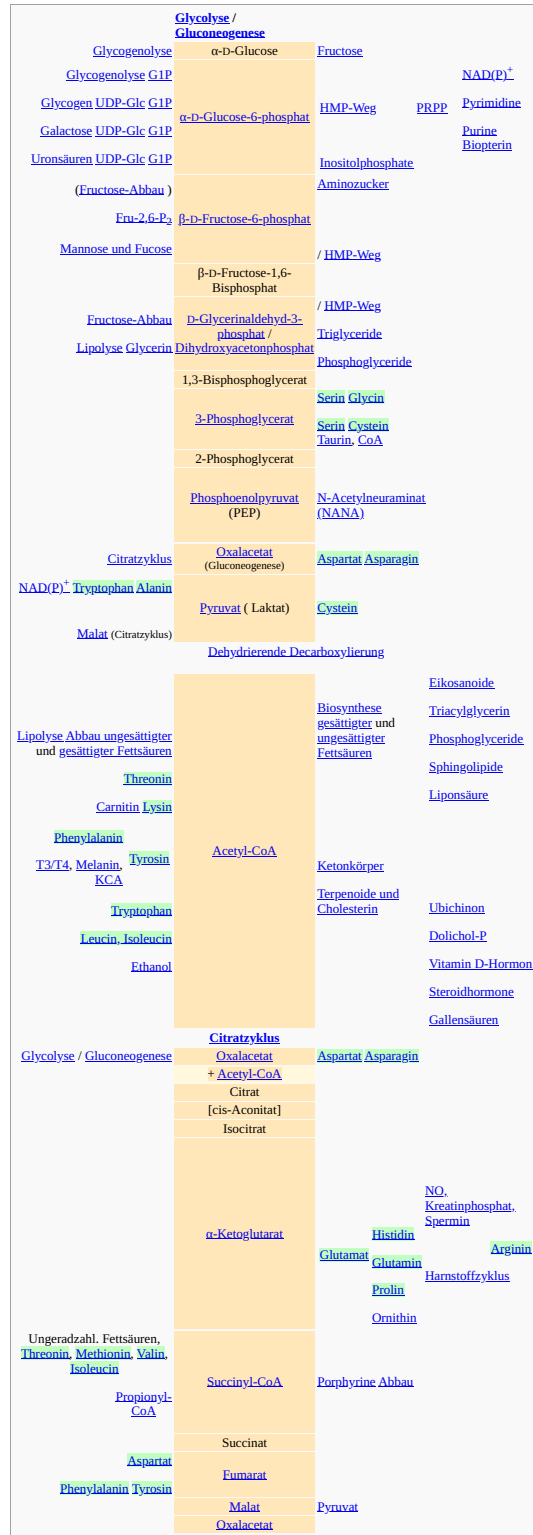 Glycolyse /
Gluconeogenese
Glycogenolyse α-D-Glucose Fructose
Glycogenolyse G1P
Glycogen UDP-Glc G1P
Galactose UDP-Glc G1P
Uronsäuren UDP-Glc G1P
α-D-Glucose-6-phosphat
HMP-Weg PRPP
NAD(P)+
Pyrimidine
Purine
Biopterin
Inositolphosphate
(Fructose-Abbau )
Fru-2,6-P2
Mannose und Fucose
β-D-Fructose-6-phosphat
Aminozucker
/ HMP-Weg
β-D-Fructose-1,6-
Bisphosphat
Fructose-Abbau
Lipolyse Glycerin
D-Glycerinaldehyd-3-
phosphat /
Dihydroxyacetonphosphat
/ HMP-Weg
Triglyceride
Phosphoglyceride
1,3-Bisphosphoglycerat
3-Phosphoglycerat
Serin Glycin
Serin Cystein
Taurin, CoA
2-Phosphoglycerat
Phosphoenolpyruvat
(PEP)
N-Acetylneuraminat
(NANA)
Citratzyklus
Oxalacetat
(Gluconeogenese)
Aspartat Asparagin
NAD(P)+ Tryptophan Alanin
Malat (Citratzyklus)
Pyruvat ( Laktat)
Cystein
Dehydrierende Decarboxylierung
Lipolyse Abbau ungesättigter
und gesättigter Fettsäuren
Threonin
Carnitin Lysin
Phenylalanin
T3/T4, Melanin,
KCA
Tyrosin
Tryptophan
Leucin, Isoleucin
Ethanol
Acetyl-CoA
Biosynthese
gesättigter und
ungesättigter
Fettsäuren
Eikosanoide
Triacylglycerin
Phosphoglyceride
Sphingolipide
Liponsäure
Ketonkörper
Terpenoide und
Cholesterin
Ubichinon
Dolichol-P
Vitamin D-Hormon
Steroidhormone
Gallensäuren
Citratzyklus
Glycolyse / Gluconeogenese Oxalacetat Aspartat Asparagin
+ Acetyl-CoA
Citrat
[cis-Aconitat]
Isocitrat
α-Ketoglutarat
Glutamat
Histidin
Glutamin
Prolin
Ornithin
NO,
Kreatinphosphat,
Spermin
Harnstoffzyklus
Arginin
Ungeradzahl. Fettsäuren,
Threonin, Methionin, Valin,
Isoleucin
Propionyl-
CoA
Succinyl-CoA
Porphyrine Abbau
Succinat
Aspartat
Phenylalanin Tyrosin
Fumarat
Malat Pyruvat
Oxalacetat